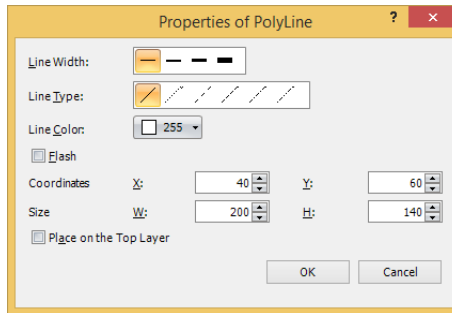 Properties of PolyLine ? ×
Line Width:
Line Type:
Line Color: 255
Flash
Coordinates X: 40 Y: 60
Size W: 200 H: 140
Place on the Top Layer
OK Cancel